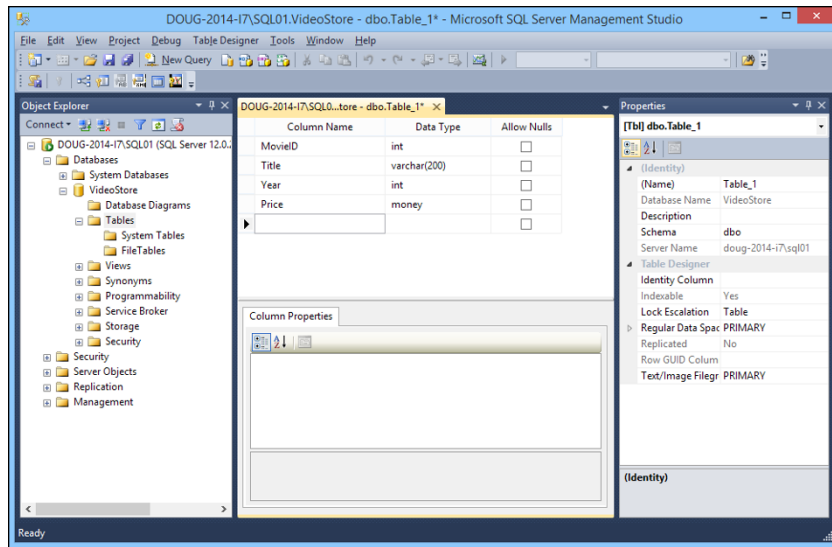 DOUG-2014-I7\SQL01.VideoStore - dbo.Table_1* - Microsoft SQL Server Management Studio
File Edit View Project Debug Table Designer Tools Window Help
New Query
Object Explorer
Connect
DOUG-2014-I7\SQL01 (SQL Server 12.0.
Databases
System Databases
VideoStore
Database Diagrams
Tables
System Tables
FileTables
Views
Synonyms
Programmability
Service Broker
Storage
Security
Security
Server Objects
Replication
Management
DOUG-2014-I7\SQL0...tore - dbo.Table_1*
Column Name Data Type Allow Nulls
MovieID int
Title varchar(200)
Year int
Price money
Column Properties
Properties
[Tbl] dbo.Table_1
(Identity)
(Name) Table_1
Database Name VideoStore
Description
Schema dbo
Server Name doug-2014-i7\sql01
Table Designer
Identity Column
Indexable Yes
Lock Escalation Table
Regular Data Spac PRIMARY
Replicated No
Row GUID Colum
Text/Image Filegr PRIMARY
(Identity)
Ready